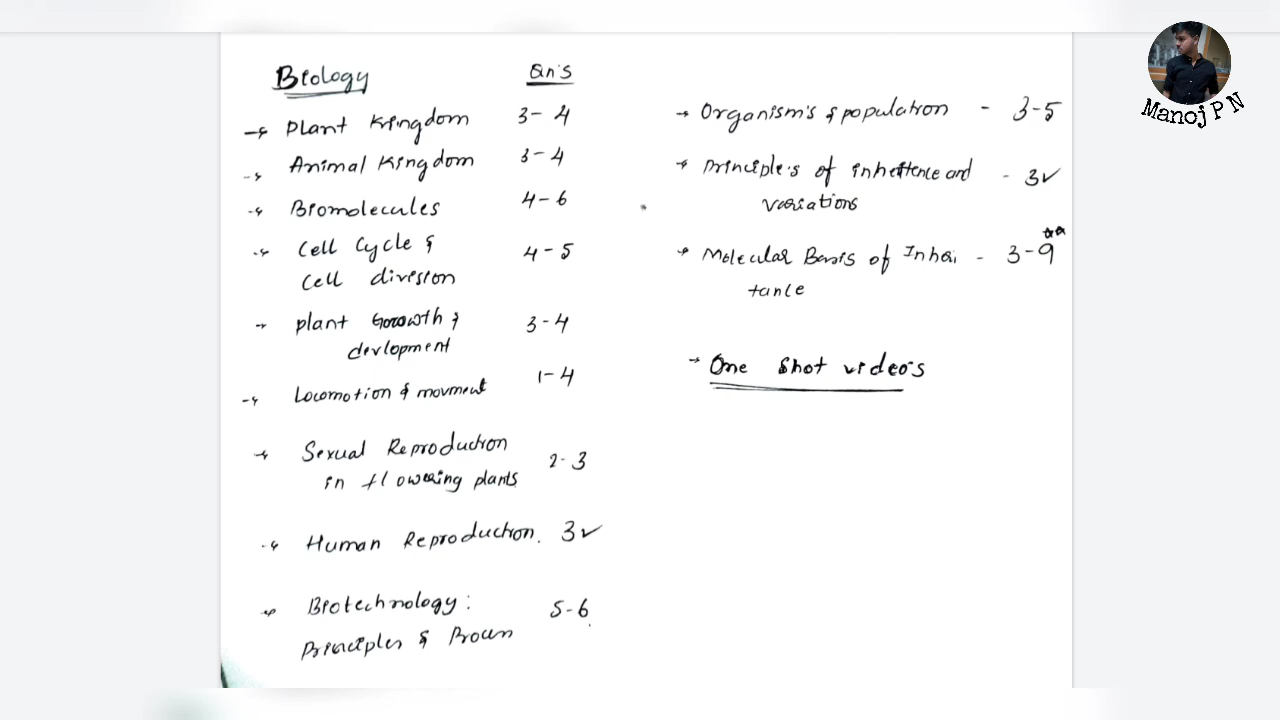 Biology Qn's
→ Plant Kingdom 3-4
→ Animal Kingdom 3-4
→ Biomolecules 4-6
→ Cell Cycle &
Cell division 4-5
→ plant Growth &
devlopment 3-4
→ Locomotion & movment 1-4
→ Sexual Reproduction
in flowering plants 2-3
→ Human Reproduction. 3✓
→ Biotechnology:
Principles & Process 5-6
→ Organism's & population - 3-5
→ Principle's of inheritence and - 3✓
variations
→ Molecular Basis of Inhei - 3-9**
tance
→ One Shot video's
Manoj P N